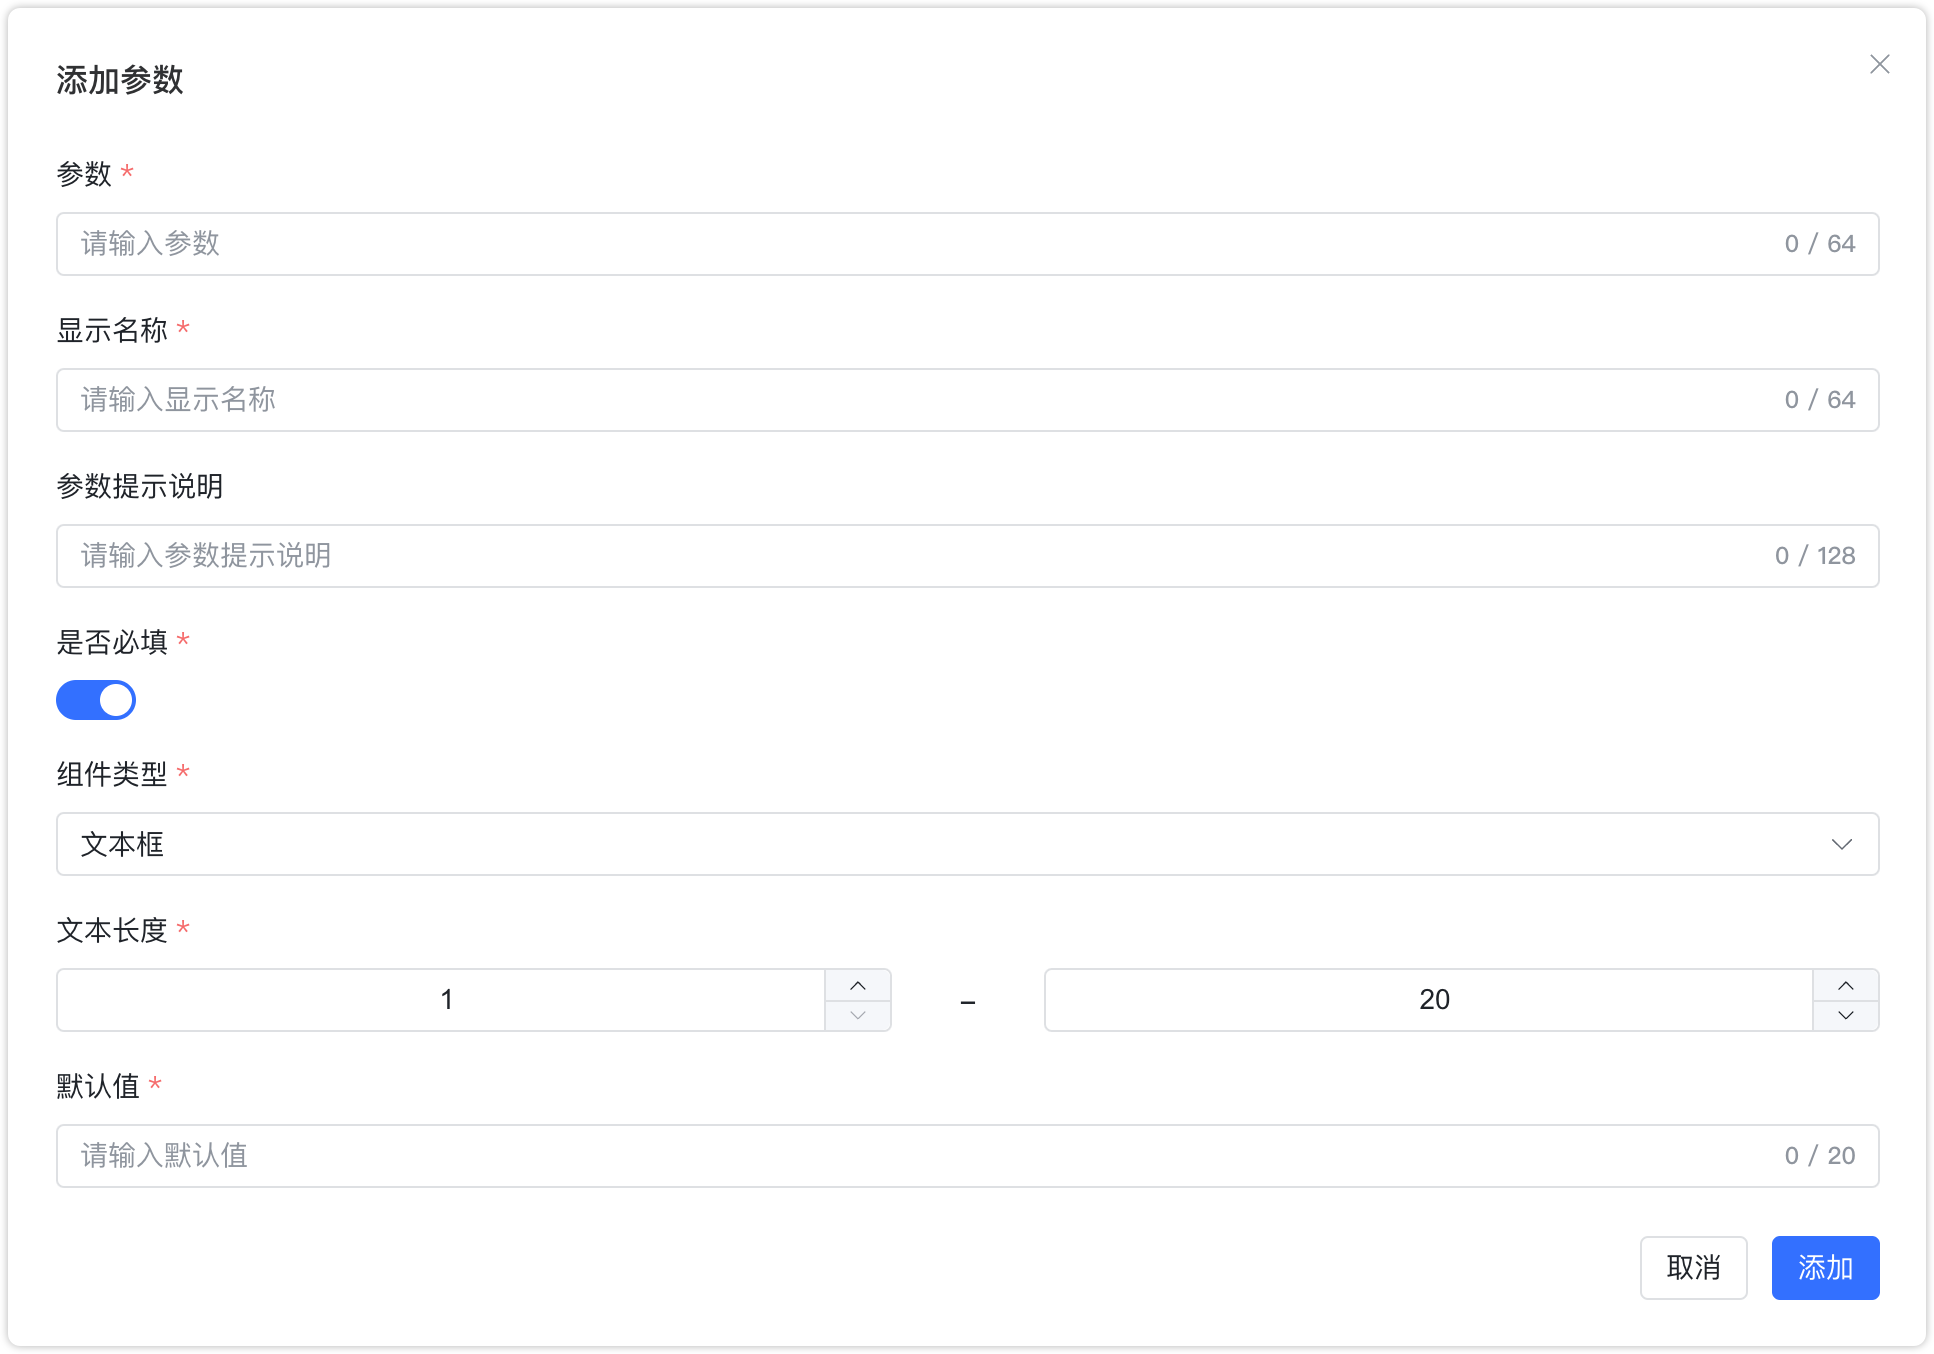 添加参数
参数 *
请输入参数 0 / 64
显示名称 *
请输入显示名称 0 / 64
参数提示说明
请输入参数提示说明 0 / 128
是否必填 *
组件类型 *
文本框
文本长度 *
1 – 20
默认值 *
请输入默认值 0 / 20
取消 添加